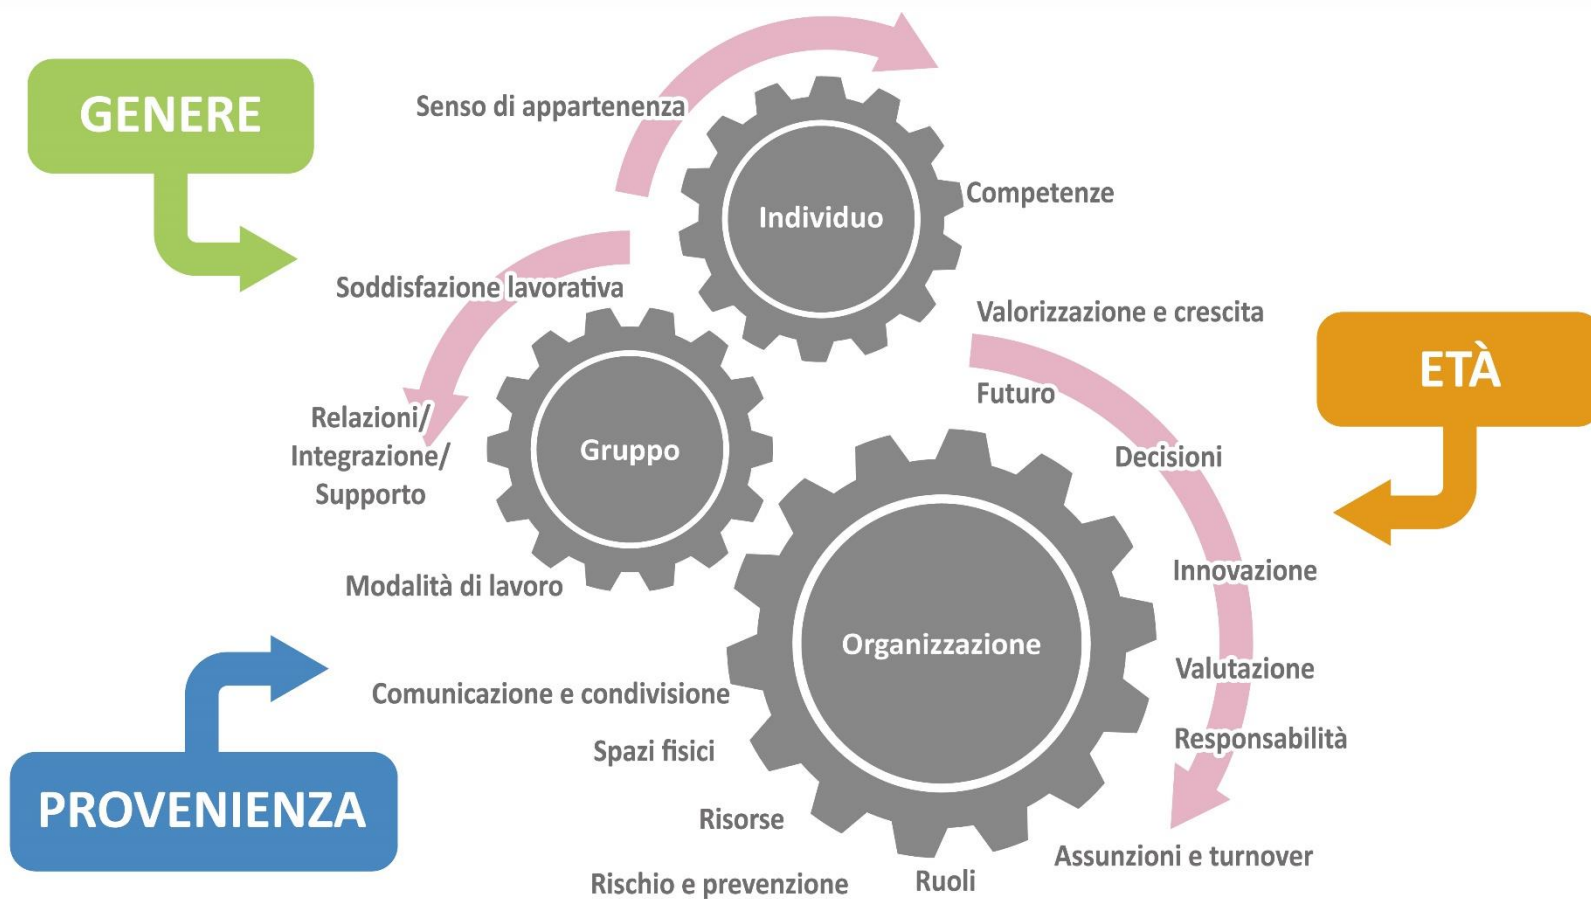 GENERE
Senso di appartenenza
Individuo
Competenze
Soddisfazione lavorativa
Valorizzazione e crescita
ETÀ
Futuro
Relazioni/
Integrazione/
Supporto
Gruppo
Decisioni
Innovazione
Modalità di lavoro
Organizzazione
Valutazione
Comunicazione e condivisione
Responsabilità
Spazi fisici
PROVENIENZA
Risorse
Assunzioni e turnover
Rischio e prevenzione
Ruoli